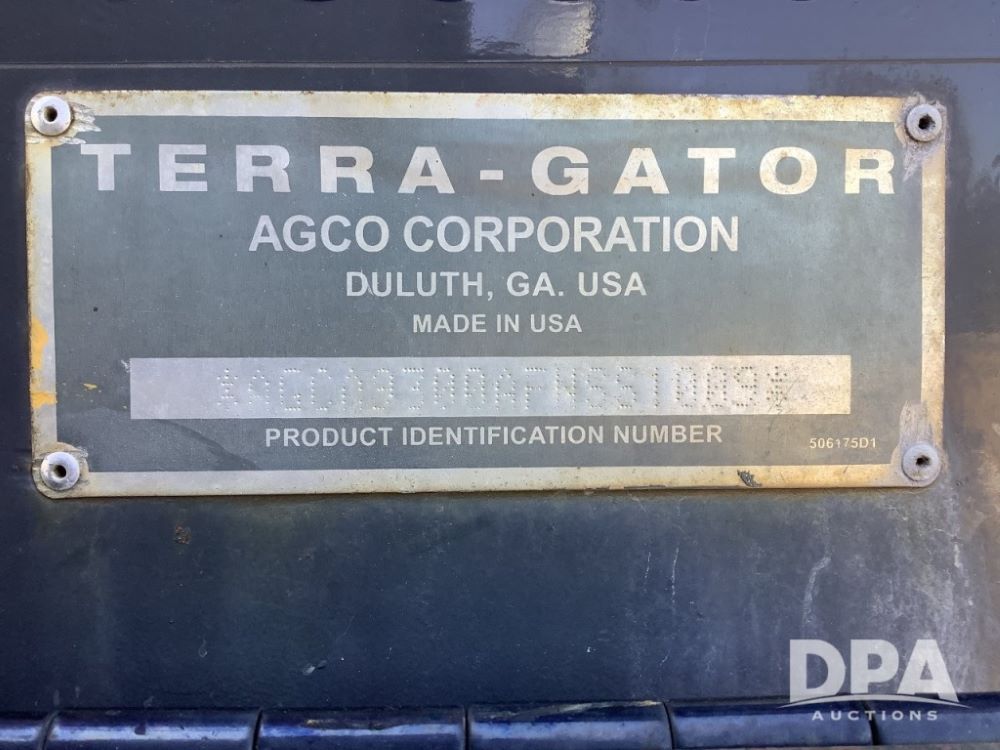 TERRA-GATOR
AGCO CORPORATION
DULUTH, GA. USA
MADE IN USA
PRODUCT IDENTIFICATION NUMBER
506175D1
DPA
AUCTIONS